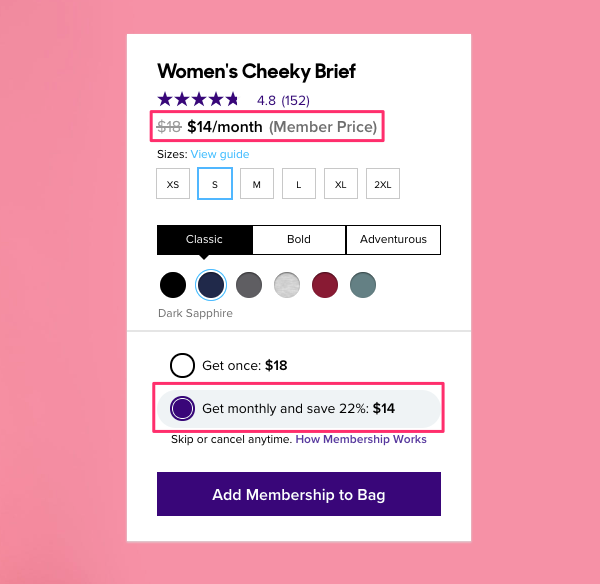 Women's Cheeky Brief
4.8 (152)
$18 $14/month (Member Price)
Sizes: View guide
XS S M L XL 2XL
Classic Bold Adventurous
Dark Sapphire
Get once: $18
Get monthly and save 22%: $14
Skip or cancel anytime. How Membership Works
Add Membership to Bag